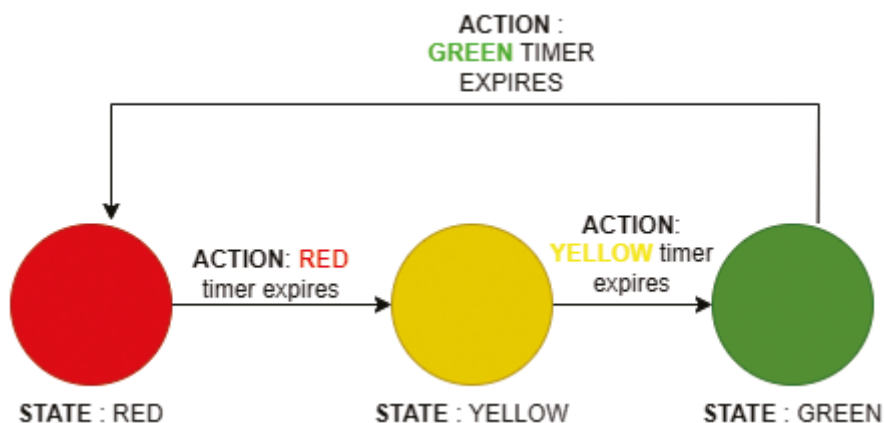 ACTION :
GREEN TIMER
EXPIRES
ACTION: RED
timer expires
ACTION:
YELLOW timer
expires
STATE : RED
STATE : YELLOW
STATE : GREEN